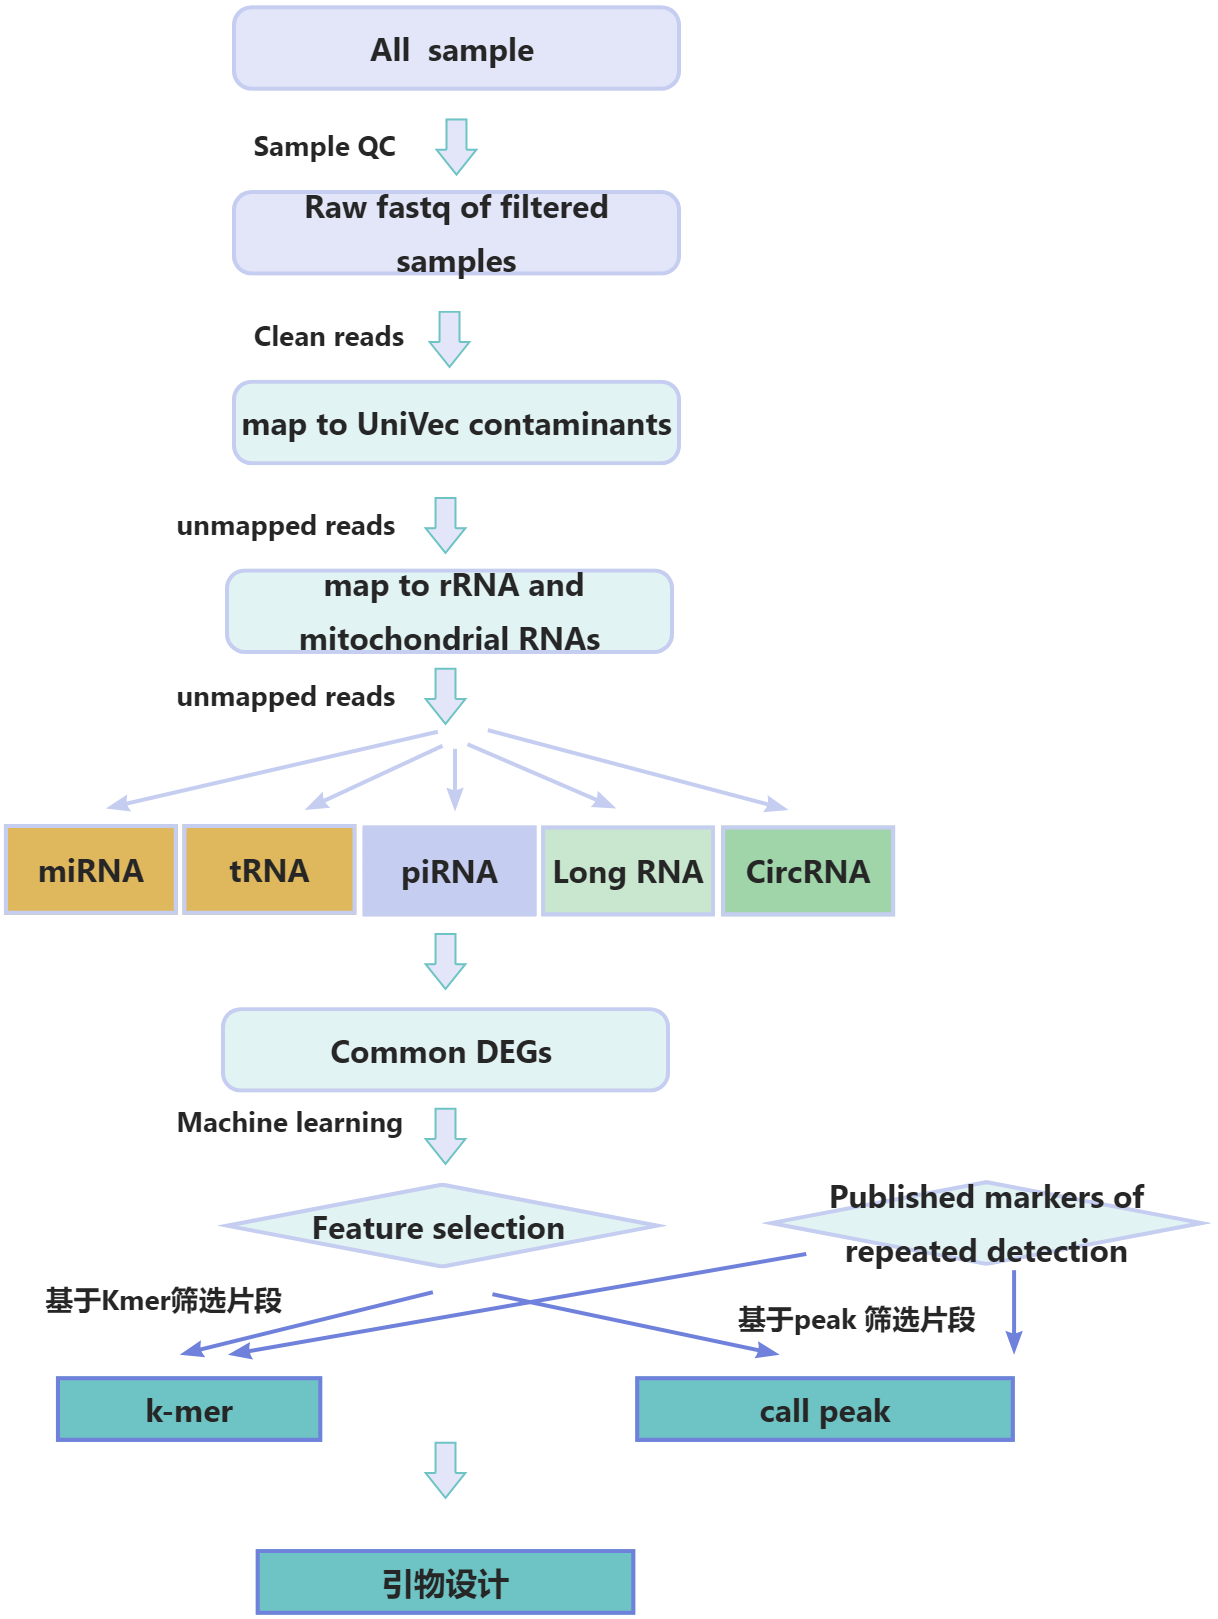 All sample
Sample QC
Raw fastq of filtered
samples
Clean reads
map to UniVec contaminants
unmapped reads
map to rRNA and
mitochondrial RNAs
unmapped reads
miRNA
tRNA
piRNA
Long RNA
CircRNA
Common DEGs
Machine learning
Feature selection
Published markers of
repeated detection
基于Kmer筛选片段
基于peak 筛选片段
k-mer
call peak
引物设计